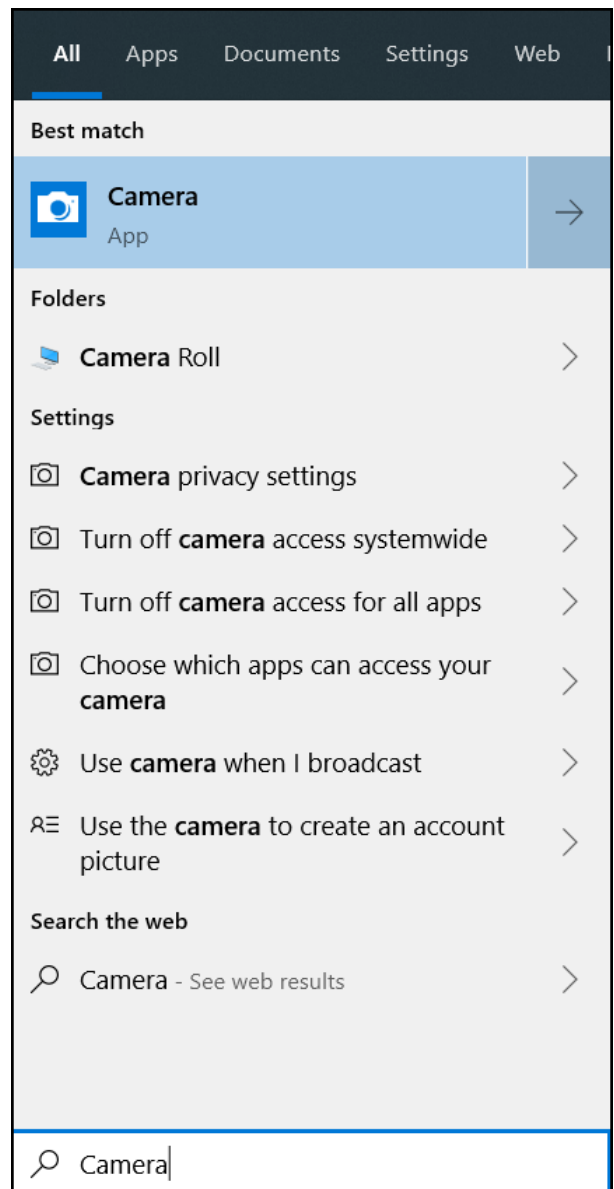 All Apps Documents Settings Web
Best match
Camera
App
Folders
Camera Roll
Settings
Camera privacy settings
Turn off camera access systemwide
Turn off camera access for all apps
Choose which apps can access your
camera
Use camera when I broadcast
Use the camera to create an account
picture
Search the web
Camera - See web results
Camera